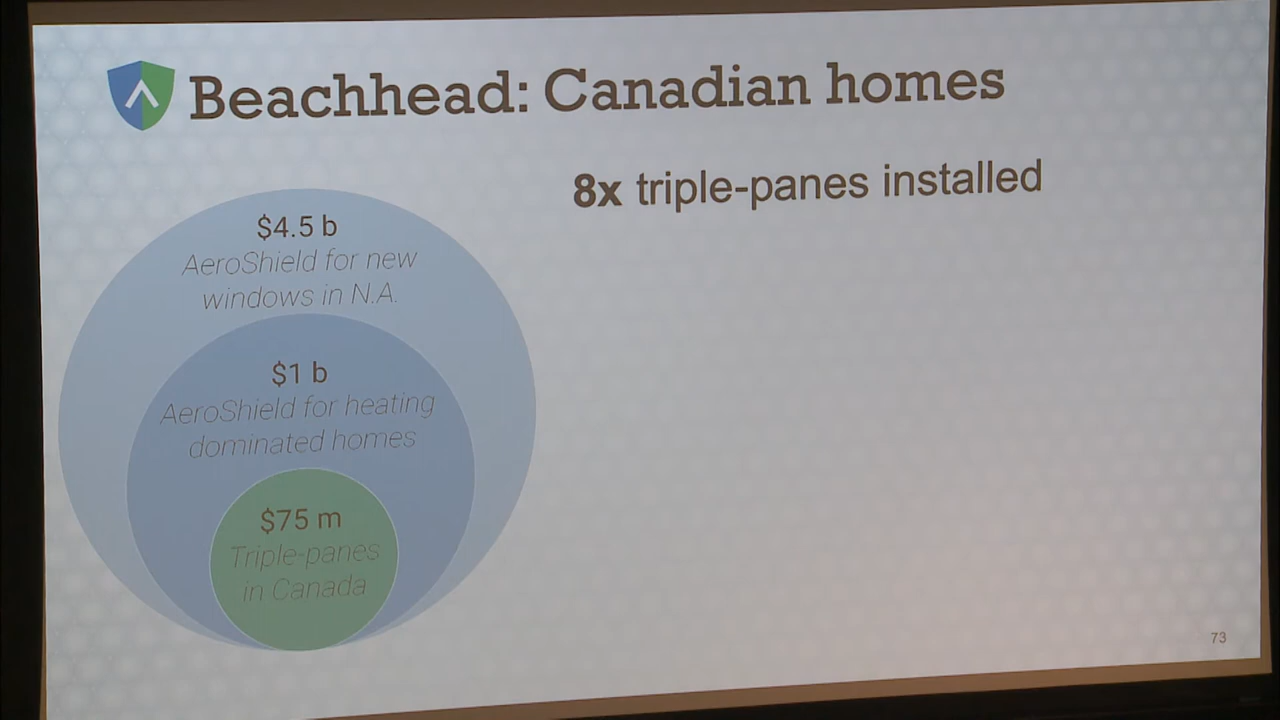 Beachhead: Canadian homes
8x triple-panes installed
$4.5 b
AeroShield for new
windows in N.A.
$1 b
AeroShield for heating
dominated homes
$75 m
Triple-panes
in Canada
73